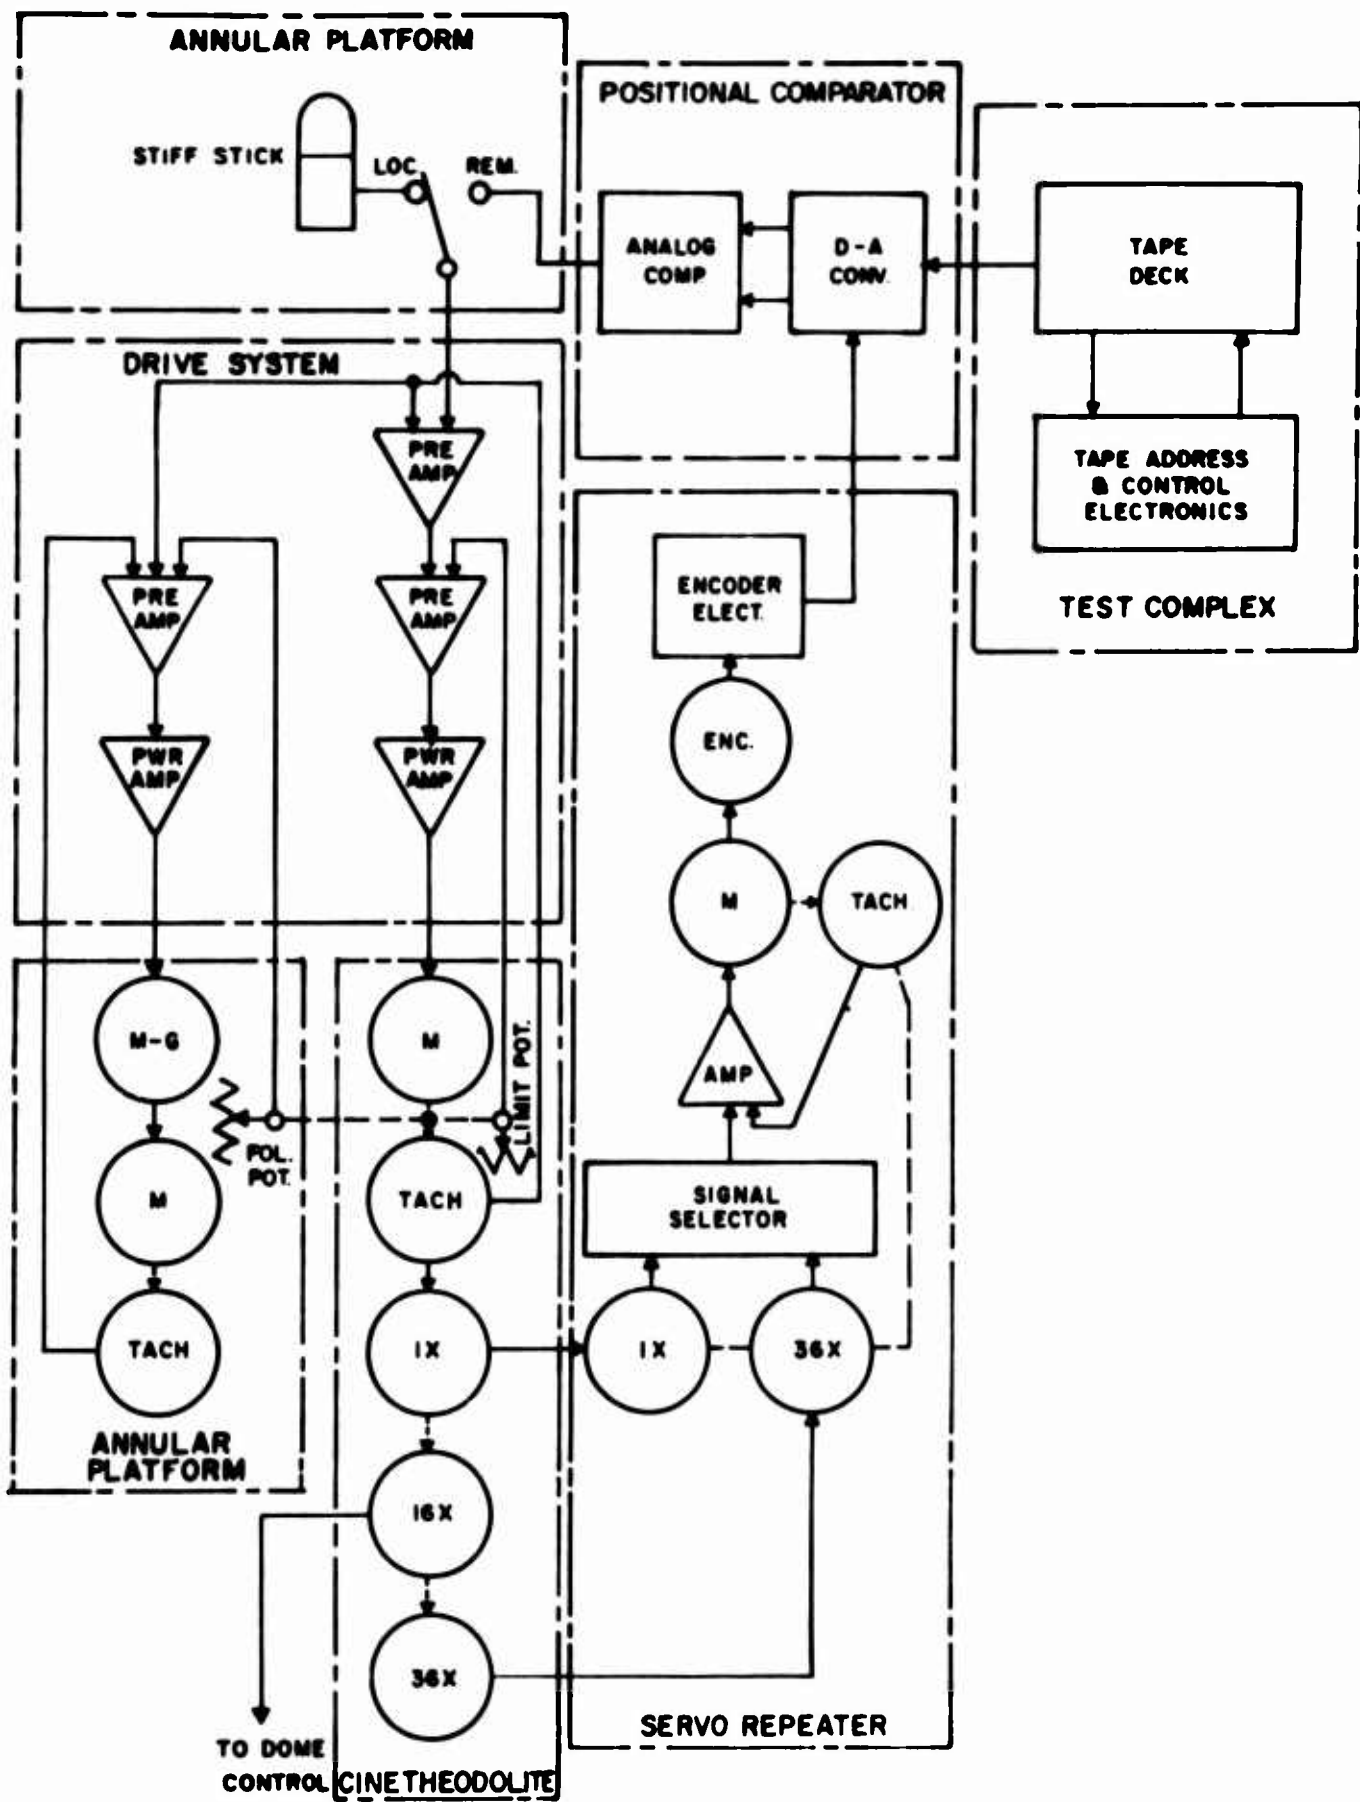 ANNULAR PLATFORM
STIFF STICK
LOC.
REM.
POSITIONAL COMPARATOR
ANALOG
COMP
D-A
CONV.
TAPE
DECK
TAPE ADDRESS
& CONTROL
ELECTRONICS
TEST COMPLEX
DRIVE SYSTEM
PRE
AMP
PRE
AMP
PRE
AMP
PWR
AMP
PWR
AMP
ENCODER
ELECT.
ENC.
M
TACH
AMP
SIGNAL
SELECTOR
1X
36X
SERVO REPEATER
M-G
M
TACH
POL.
POT.
ANNULAR
PLATFORM
M
LIMIT POT.
TACH
1X
16X
36X
TO DOME
CONTROL
CINETHEODOLITE